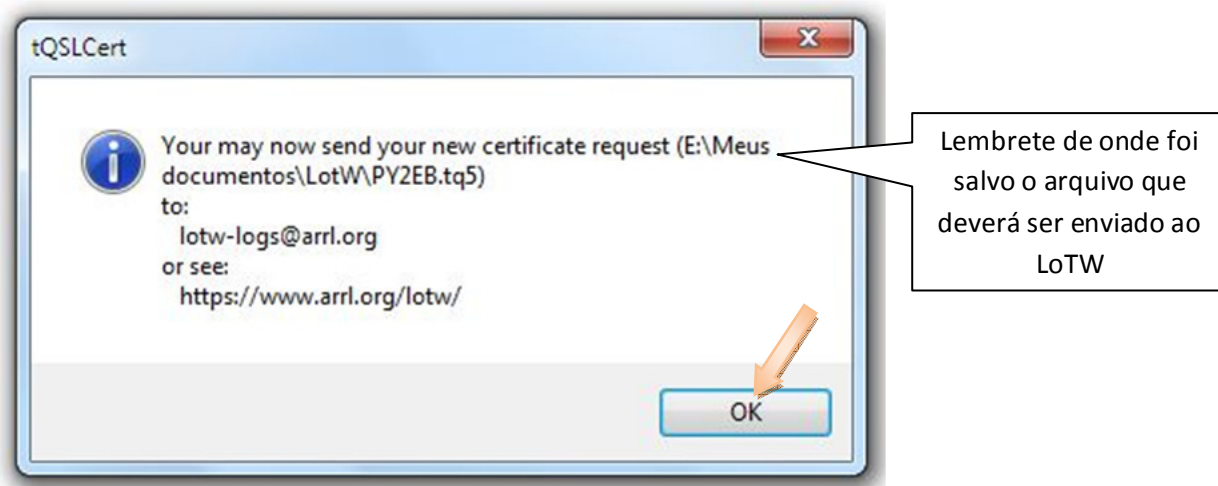 tQSLCert
Your may now send your new certificate request (E:\Meus
documentos\LotW\PY2EB.tq5)
to:
lotw-logs@arrl.org
or see:
https://www.arrl.org/lotw/
OK
Lembrete de onde foi
salvo o arquivo que
deverá ser enviado ao
LoTW